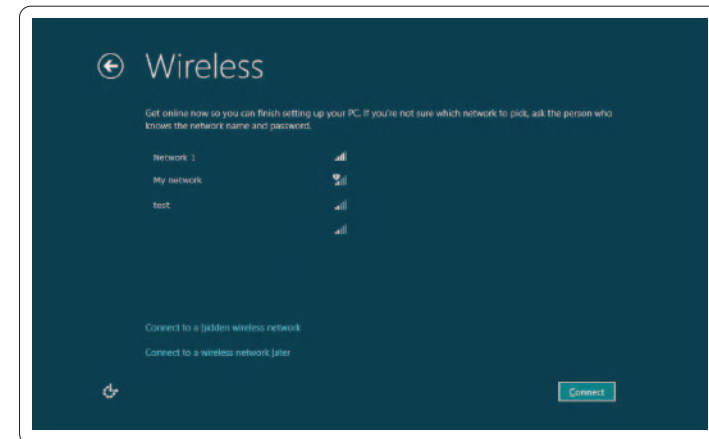 Wireless
Get online now so you can finish setting up your PC. If you're not sure which network to pick, ask the person who
knows the network name and password.
Network 1
My network
test
Connect to a hidden wireless network
Connect to a wireless network later
Connect